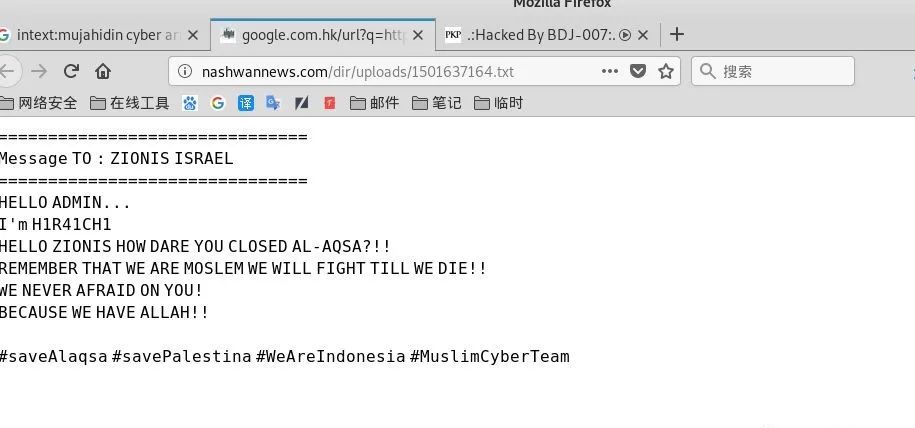 Mozilla Firefox
intext:mujahidin cyber ar
google.com.hk/url?q=http
PKP .:Hacked By BDJ-007:.
nashwannews.com/dir/uploads/1501637164.txt
搜索
网络安全 在线工具 译 邮件 笔记 临时
===============================
Message TO : ZIONIS ISRAEL
===============================
HELLO ADMIN...
I'm H1R41CH1
HELLO ZIONIS HOW DARE YOU CLOSED AL-AQSA?!!
REMEMBER THAT WE ARE MOSLEM WE WILL FIGHT TILL WE DIE!!
WE NEVER AFRAID ON YOU!
BECAUSE WE HAVE ALLAH!!
#saveAlaqsa #savePalestina #WeAreIndonesia #MuslimCyberTeam